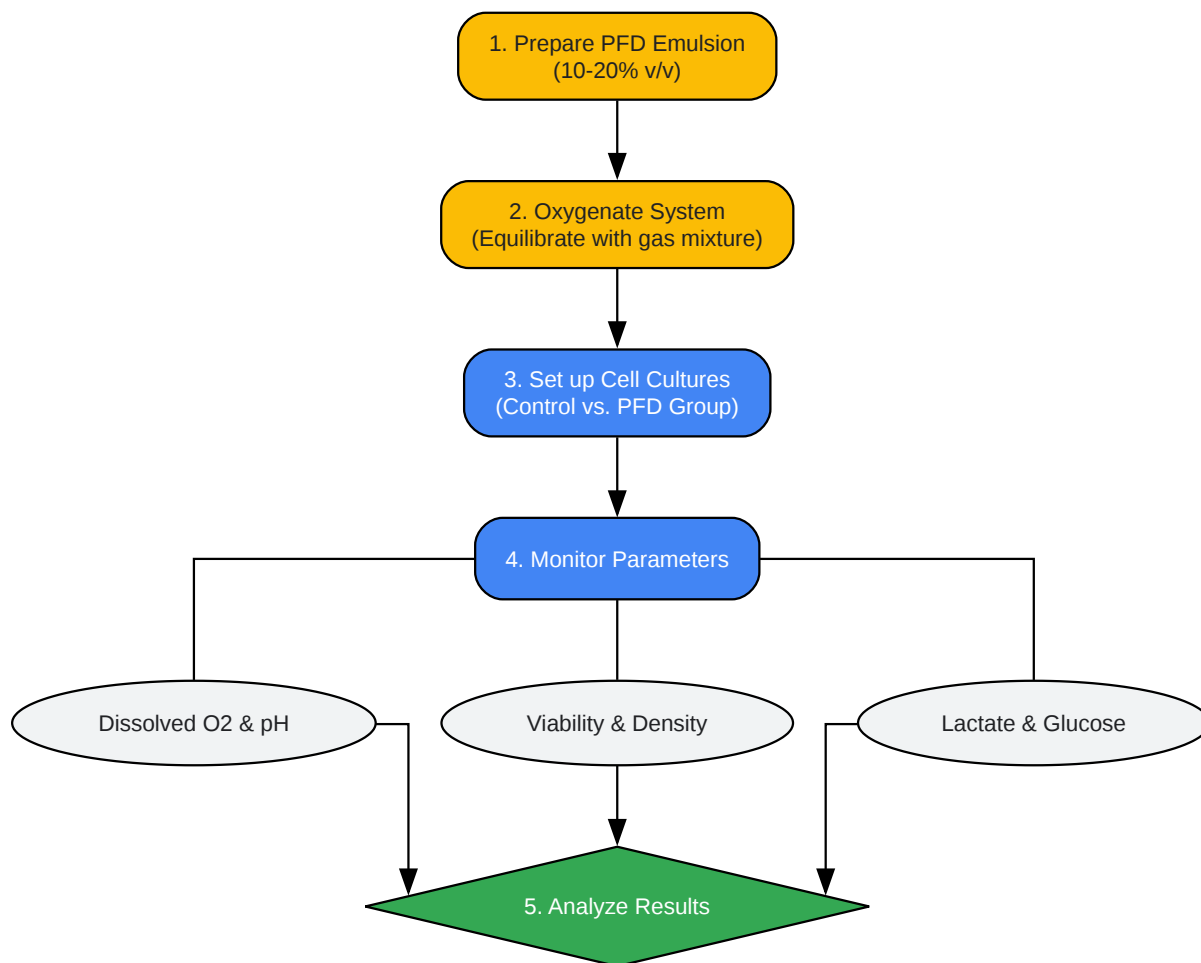 1. Prepare PFD Emulsion
(10-20% v/v)
2. Oxygenate System
(Equilibrate with gas mixture)
3. Set up Cell Cultures
(Control vs. PFD Group)
4. Monitor Parameters
Dissolved O2 & pH
Viability & Density
Lactate & Glucose
5. Analyze Results